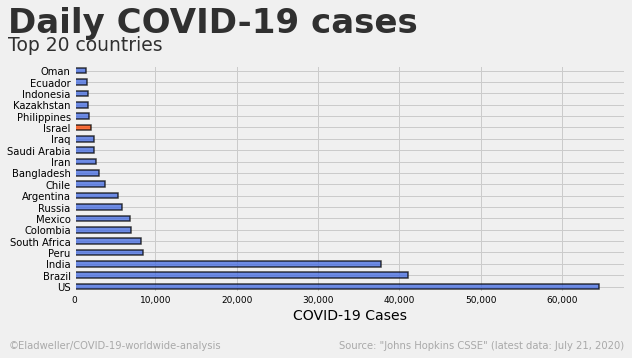 Daily COVID-19 cases
Top 20 countries
Oman
Ecuador
Indonesia
Kazakhstan
Philippines
Israel
Iraq
Saudi Arabia
Iran
Bangladesh
Chile
Argentina
Russia
Mexico
Colombia
South Africa
Peru
India
Brazil
US
0 10,000 20,000 30,000 40,000 50,000 60,000
COVID-19 Cases
©Eladweller/COVID-19-worldwide-analysis Source: "Johns Hopkins CSSE" (latest data: July 21, 2020)